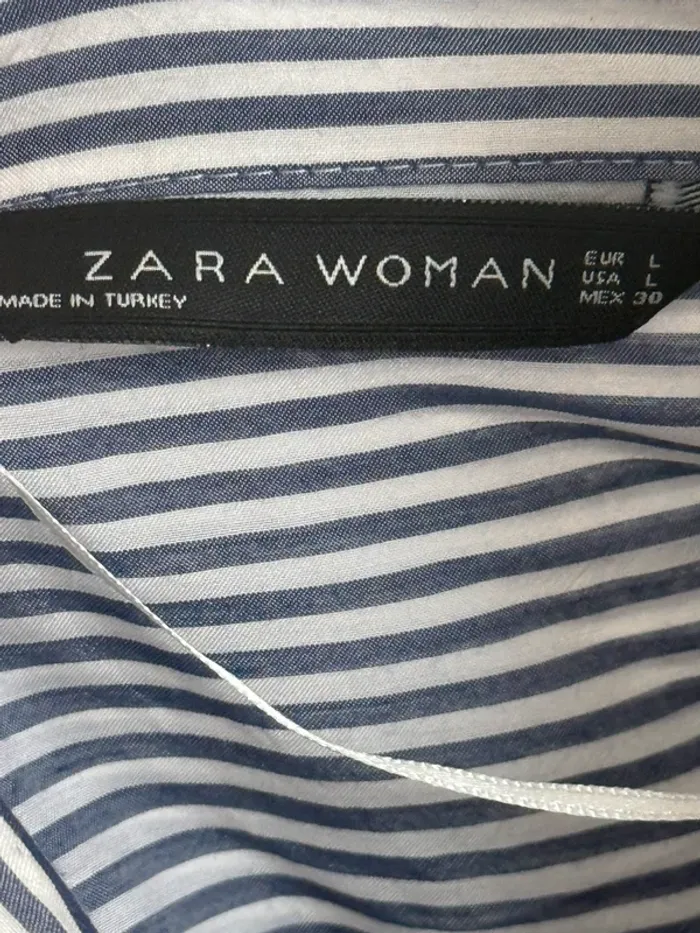 ZARA WOMAN
MADE IN TURKEY
EUR L
USA L
MEX 30